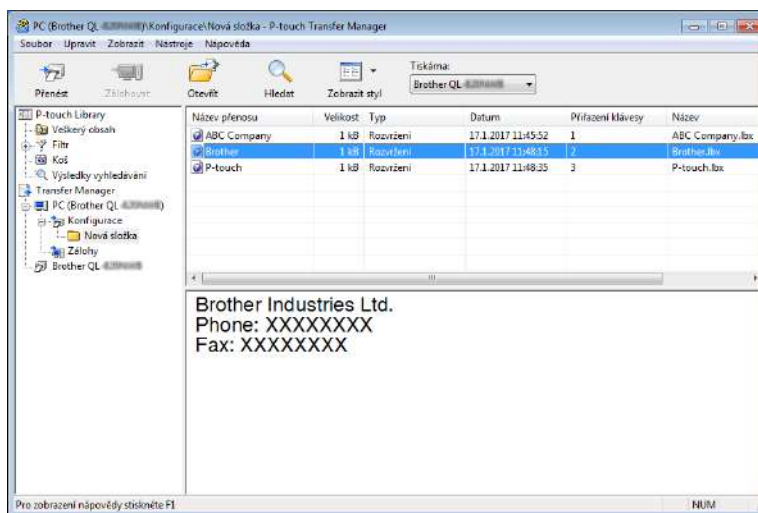 PC (Brother QL-)\Konfigurace\Nová složka - P-touch Transfer Manager
Soubor Upravit Zobrazit Nástroje Nápověda
Přenést Zálohovat Otevřít Hledat Zobrazit styl
Tiskárna:
Brother QL-
P-touch Library
Veškerý obsah
Filtr
Koš
Výsledky vyhledávání
Transfer Manager
PC (Brother QL-)
Konfigurace
Nová složka
Zálohy
Brother QL-
Název přenosu Velikost Typ Datum Přiřazení klávesy Název
ABC Company 1 kB Rozvržení 17.1.2017 11:45:52 1 ABC Company.lbx
Brother 1 kB Rozvržení 17.1.2017 11:48:15 2 Brother.lbx
P-touch 1 kB Rozvržení 17.1.2017 11:48:35 3 P-touch.lbx
Brother Industries Ltd.
Phone: XXXXXXXX
Fax: XXXXXXXX
Pro zobrazení nápovědy stiskněte F1 NUM